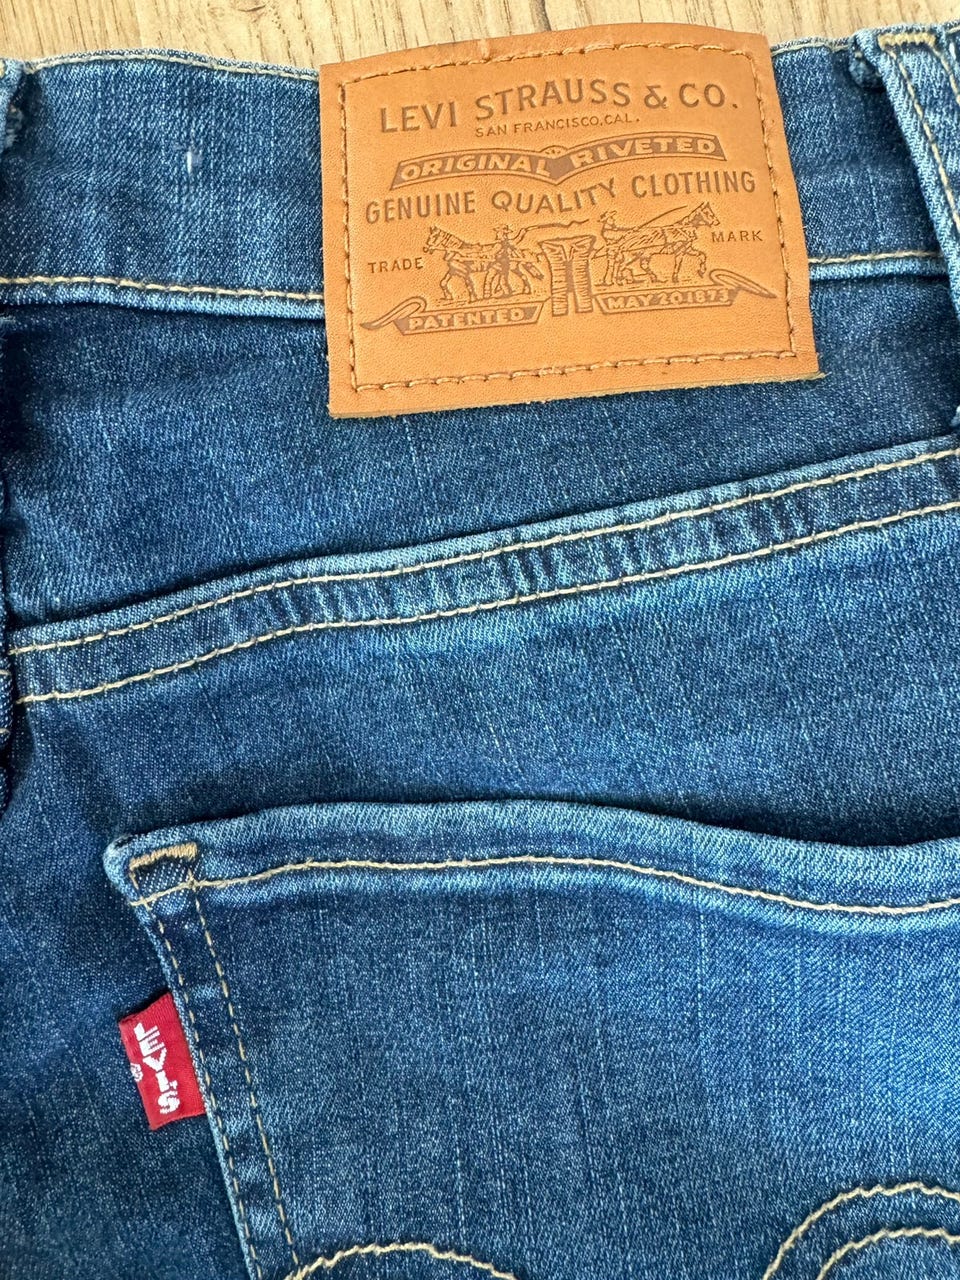 LEVI STRAUSS & CO.
SAN FRANCISCO, CAL.
ORIGINAL RIVETED
GENUINE QUALITY CLOTHING
TRADE MARK
PATENTED MAY 20 1873
LEVI'S
®